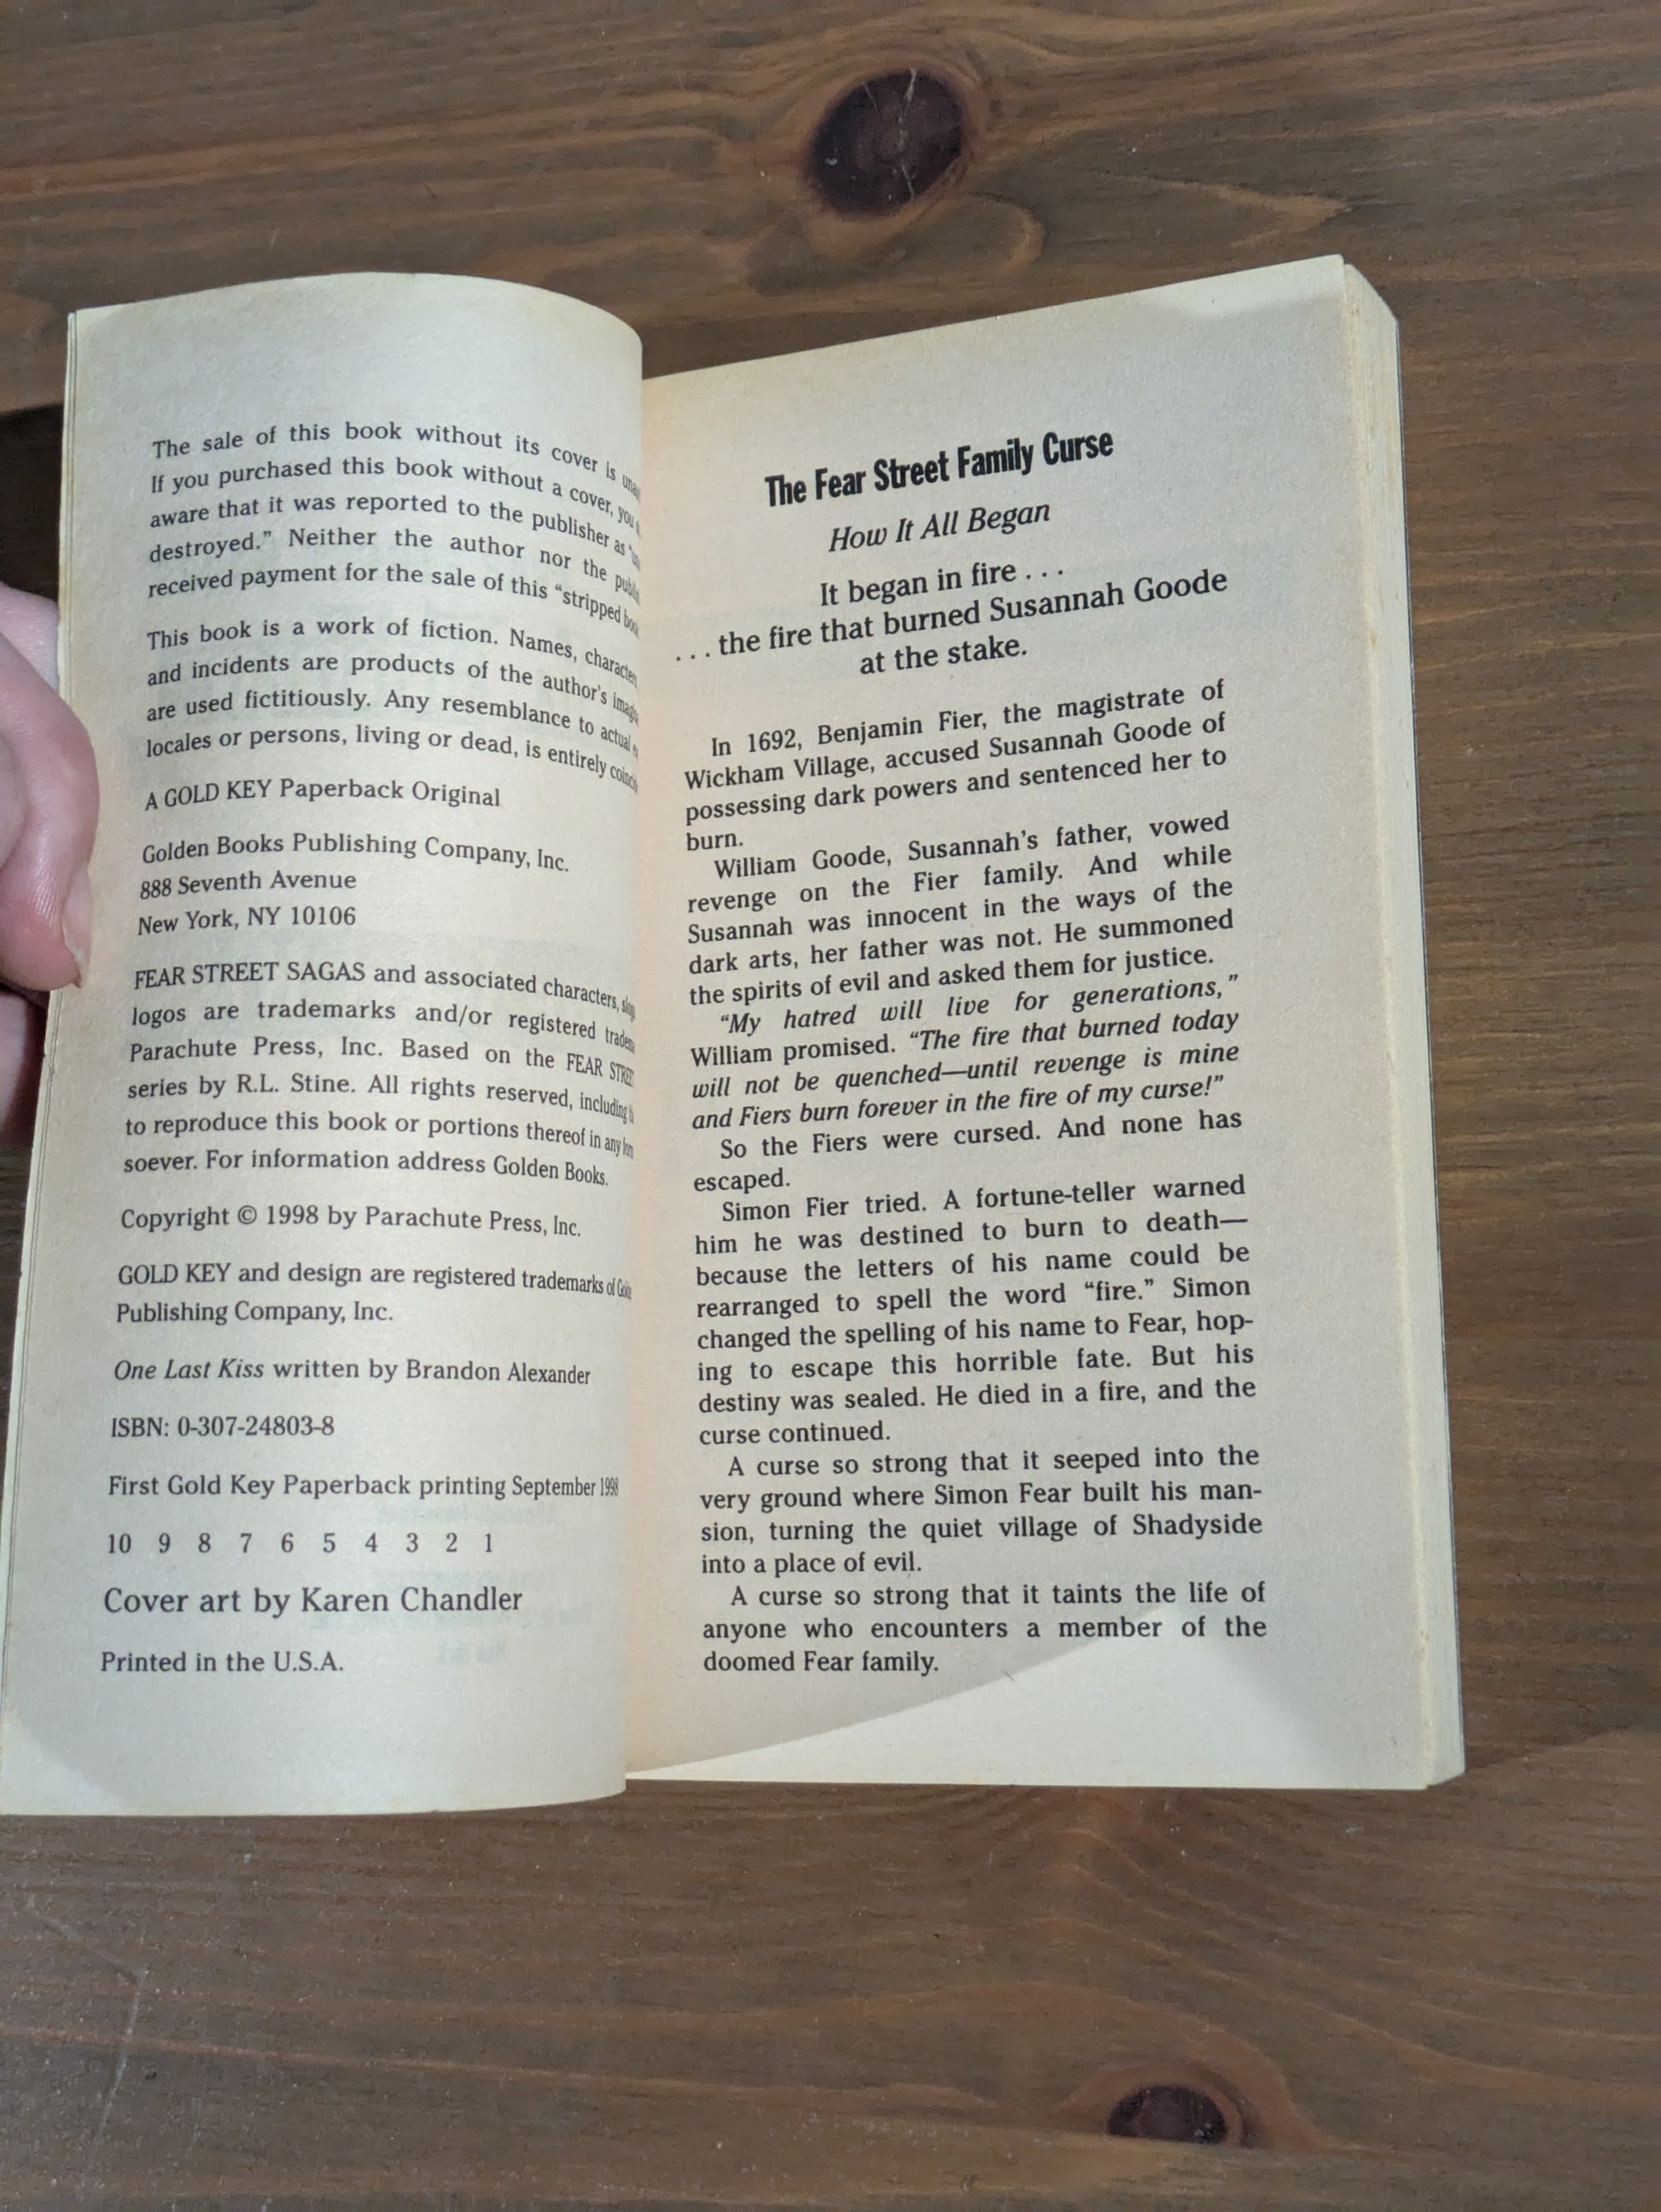 The sale of this book without its cover is
If you purchased this book without a cover, you
aware that it was reported to the publisher as
destroyed.” Neither the author nor the
received payment for the sale of this “stripped
This book is a work of fiction. Names,
and incidents are products of the author's
are used fictitiously. Any resemblance to actual
locales or persons, living or dead, is entirely
A GOLD KEY Paperback Original
Golden Books Publishing Company, Inc.
888 Seventh Avenue
New York, NY 10106
FEAR STREET SAGAS and associated characters,
logos are trademarks and/or registered
Parachute Press, Inc. Based on the FEAR
series by R.L. Stine. All rights reserved, including
to reproduce this book or portions thereof in any
soever. For information address Golden Books.
Copyright © 1998 by Parachute Press, Inc.
GOLD KEY and design are registered trademarks of
Publishing Company, Inc.
One Last Kiss written by Brandon Alexander
ISBN: 0-307-24803-8
First Gold Key Paperback printing September 1998
10 9 8 7 6 5 4 3 2 1
Cover art by Karen Chandler
Printed in the U.S.A.
The Fear Street Family Curse
How It All Began
It began in fire . . .
. . . the fire that burned Susannah Goode
at the stake.
In 1692, Benjamin Fier, the magistrate of
Wickham Village, accused Susannah Goode of
possessing dark powers and sentenced her to
burn.
William Goode, Susannah's father, vowed
revenge on the Fier family. And while
Susannah was innocent in the ways of the
dark arts, her father was not. He summoned
the spirits of evil and asked them for justice.
“My hatred will live for generations,”
William promised. “The fire that burned today
will not be quenched—until revenge is mine
and Fiers burn forever in the fire of my curse!”
So the Fiers were cursed. And none has
escaped.
Simon Fier tried. A fortune-teller warned
him he was destined to burn to death—
because the letters of his name could be
rearranged to spell the word “fire.” Simon
changed the spelling of his name to Fear, hop-
ing to escape this horrible fate. But his
destiny was sealed. He died in a fire, and the
curse continued.
A curse so strong that it seeped into the
very ground where Simon Fear built his man-
sion, turning the quiet village of Shadyside
into a place of evil.
A curse so strong that it taints the life of
anyone who encounters a member of the
doomed Fear family.